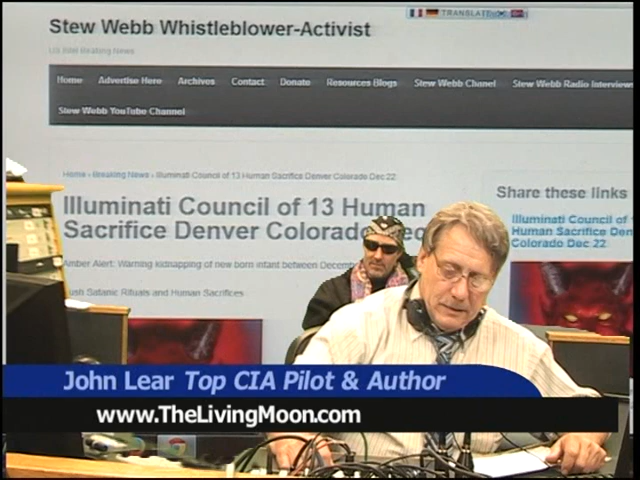 TRANSLATE
Stew Webb Whistleblower-Activist
Home Advertise Here Archives Contact Donate Resources Blogs Stew Webb Chanel Stew Webb Radio Interviews
Stew Webb YouTube Channel
Home › Breaking News › Illuminati Council of 13 Human Sacrifice Denver Colorado Dec 22
Illuminati Council of 13 Human
Sacrifice Denver Colorado
Amber Alert: Warning kidnapping of new born infant between
Satanic Rituals and Human Sacrifices
Share these links
Illuminati Council of
Human Sacrifice
Colorado Dec 22
John Lear Top CIA Pilot & Author
www.TheLivingMoon.com